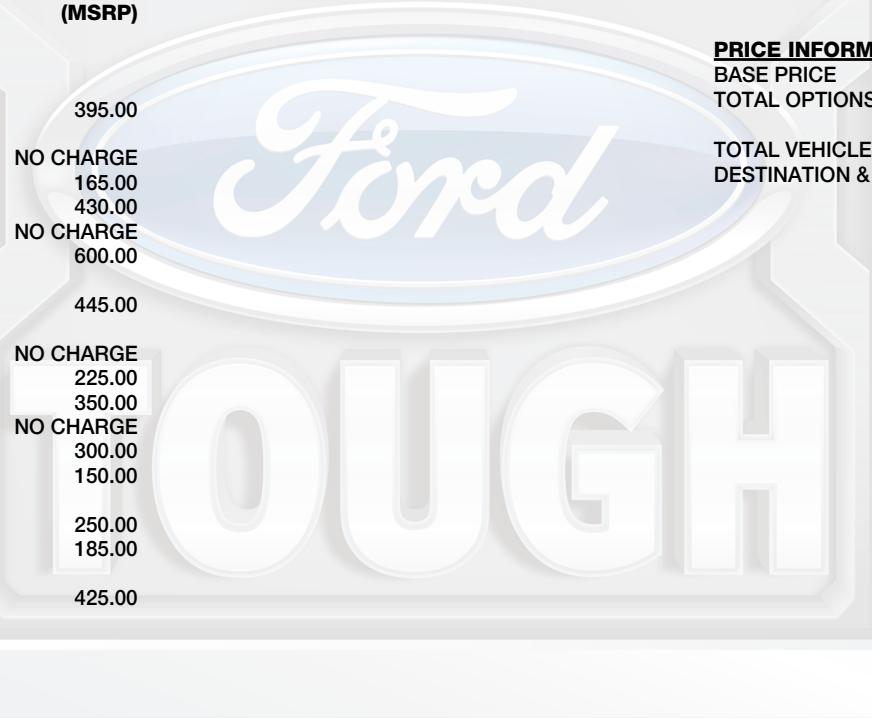 (MSRP)
395.00
NO CHARGE
165.00
430.00
NO CHARGE
600.00
445.00
NO CHARGE
225.00
350.00
NO CHARGE
300.00
150.00
250.00
185.00
425.00
PRICE INFORM
BASE PRICE
TOTAL OPTIONS
TOTAL VEHICLE
DESTINATION &
Ford
TOUGH